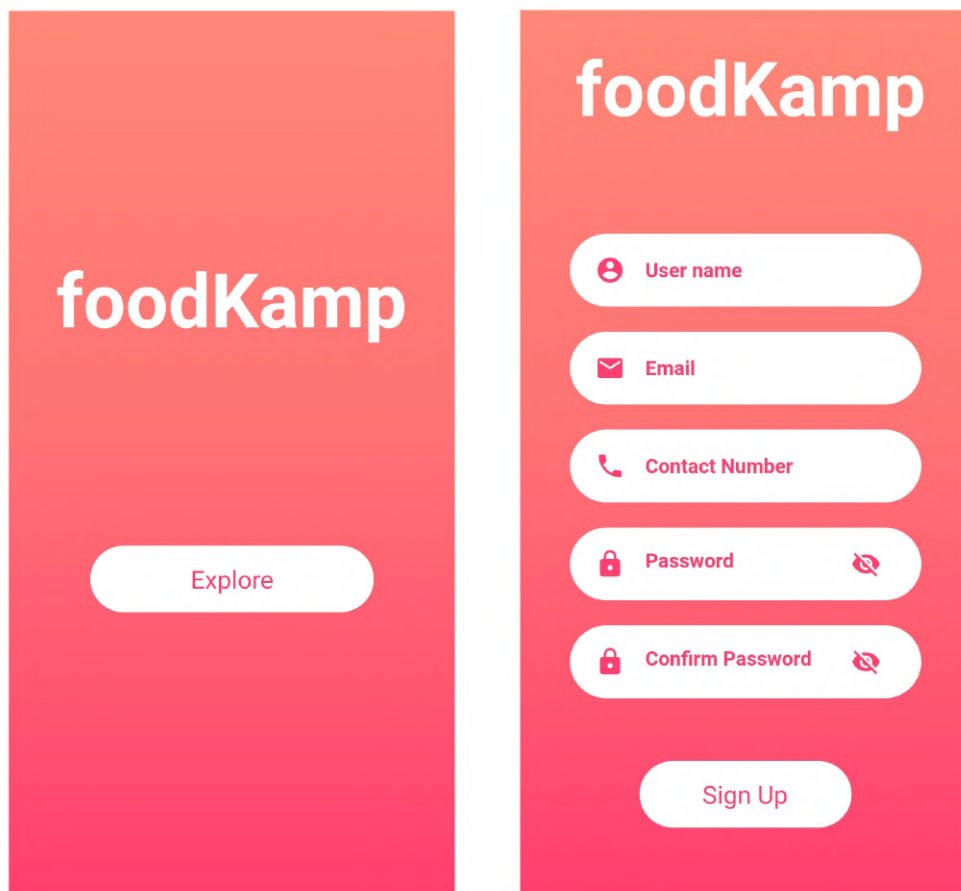 foodKamp
Explore
foodKamp
User name
Email
Contact Number
Password
Confirm Password
Sign Up